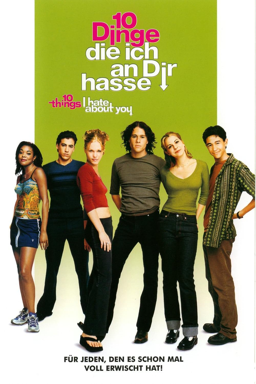 10
Dinge
die ich
an Dir
hasse
10
things I hate
about you
FÜR JEDEN, DEN ES SCHON MAL
VOLL ERWISCHT HAT!